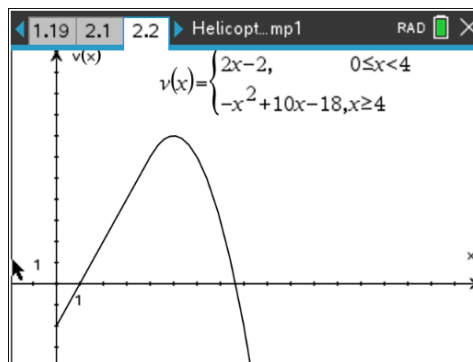 1.19 2.1 2.2 Helicopt...mp1 RAD
v(x)
v(x)={2x-2, 0≤x<4
-x²+10x-18,x≥4
x
1
1